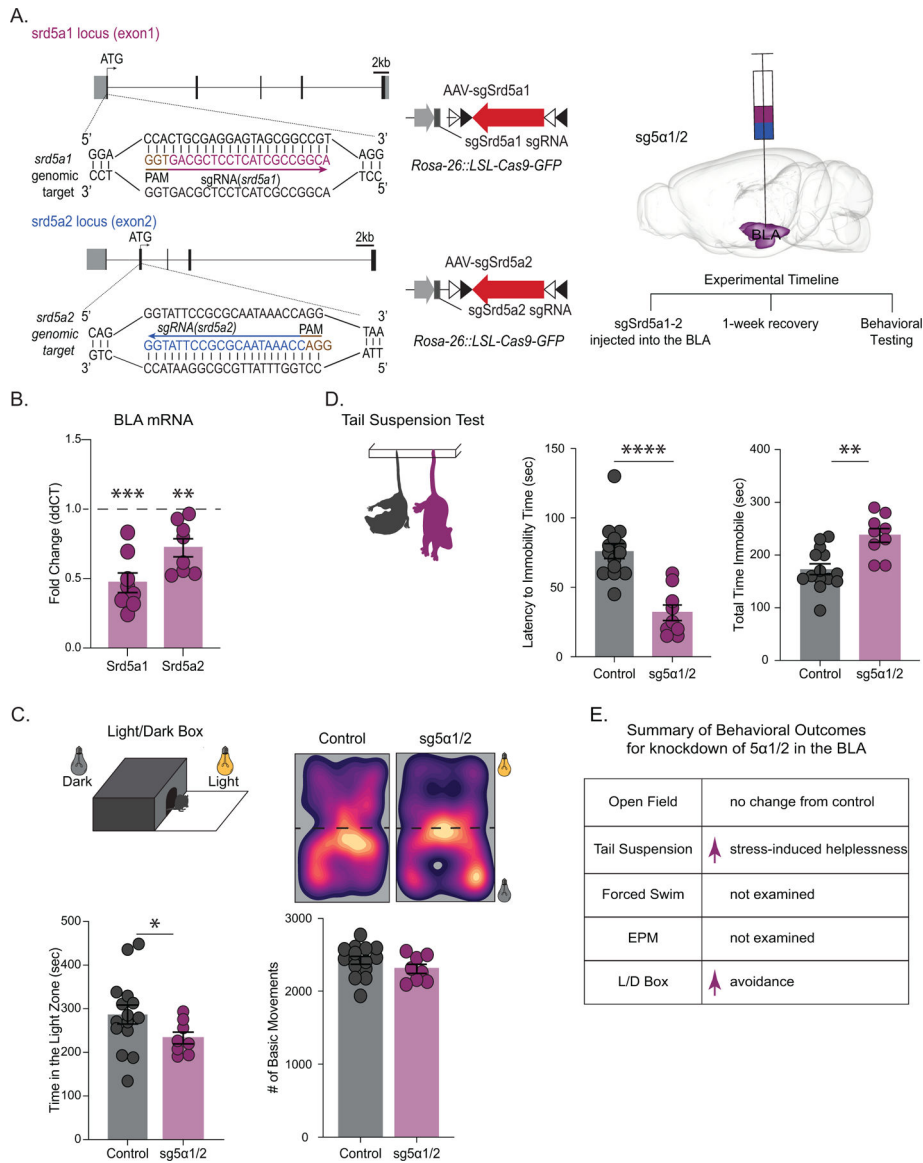 A.
srd5a1 locus (exon1)
ATG
2kb
5'
3'
CCACTGCGAGGAGTAGCGGCCGT
srd5a1
genomic
target
GGA
CCT
GGTGACGCTCCTCATCGCCGGCA
AGG
TCC
PAM
sgRNA(srd5a1)
3'
GGTGACGCTCCTCATCGCCGGCA
5'
AAV-sgSrd5a1
sgSrd5a1 sgRNA
Rosa-26::LSL-Cas9-GFP
srd5a2 locus (exon2)
ATG
2kb
5'
3'
GGTATTCCGCGCAATAAACCAGG
srd5a2
genomic
target
sgRNA(srd5a2)
PAM
CAG
GTC
GGTATTCCGCGCAATAAACCAGG
TAA
ATT
3'
CCATAAGGCGCGTTATTTGGTCC
5'
AAV-sgSrd5a2
sgSrd5a2 sgRNA
Rosa-26::LSL-Cas9-GFP
sg5α1/2
BLA
Experimental Timeline
sgSrd5a1-2
injected into the BLA
1-week recovery
Behavioral
Testing
B.
BLA mRNA
Fold Change (ddCT)
1.5
1.0
0.5
0.0
***
**
Srd5a1
Srd5a2
D.
Tail Suspension Test
Latency to Immobility Time (sec)
150
100
50
0
****
Control
sg5α1/2
Total Time Immobile (sec)
400
300
200
100
0
**
Control
sg5α1/2
C.
Light/Dark Box
Dark
Light
Control
sg5α1/2
Time in the Light Zone (sec)
500
400
300
200
100
0
*
Control
sg5α1/2
# of Basic Movements
3000
2000
1000
0
Control
sg5α1/2
E.
Summary of Behavioral Outcomes
for knockdown of 5α1/2 in the BLA
Open Field
no change from control
Tail Suspension
stress-induced helplessness
Forced Swim
not examined
EPM
not examined
L/D Box
avoidance